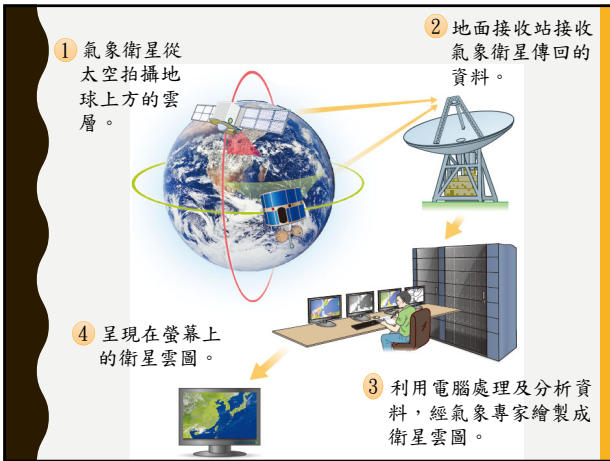 1 氣象衛星從
太空拍攝地
球上方的雲
層。
2 地面接收站接收
氣象衛星傳回的
資料。
3 利用電腦處理及分析資
料，經氣象專家繪製成
衛星雲圖。
4 呈現在螢幕上
的衛星雲圖。